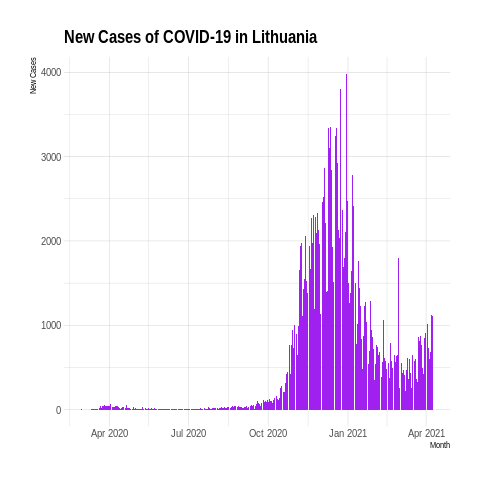 New Cases of COVID-19 in Lithuania
New Cases
4000
3000
2000
1000
0
Apr 2020 Jul 2020 Oct 2020 Jan 2021 Apr 2021
Month